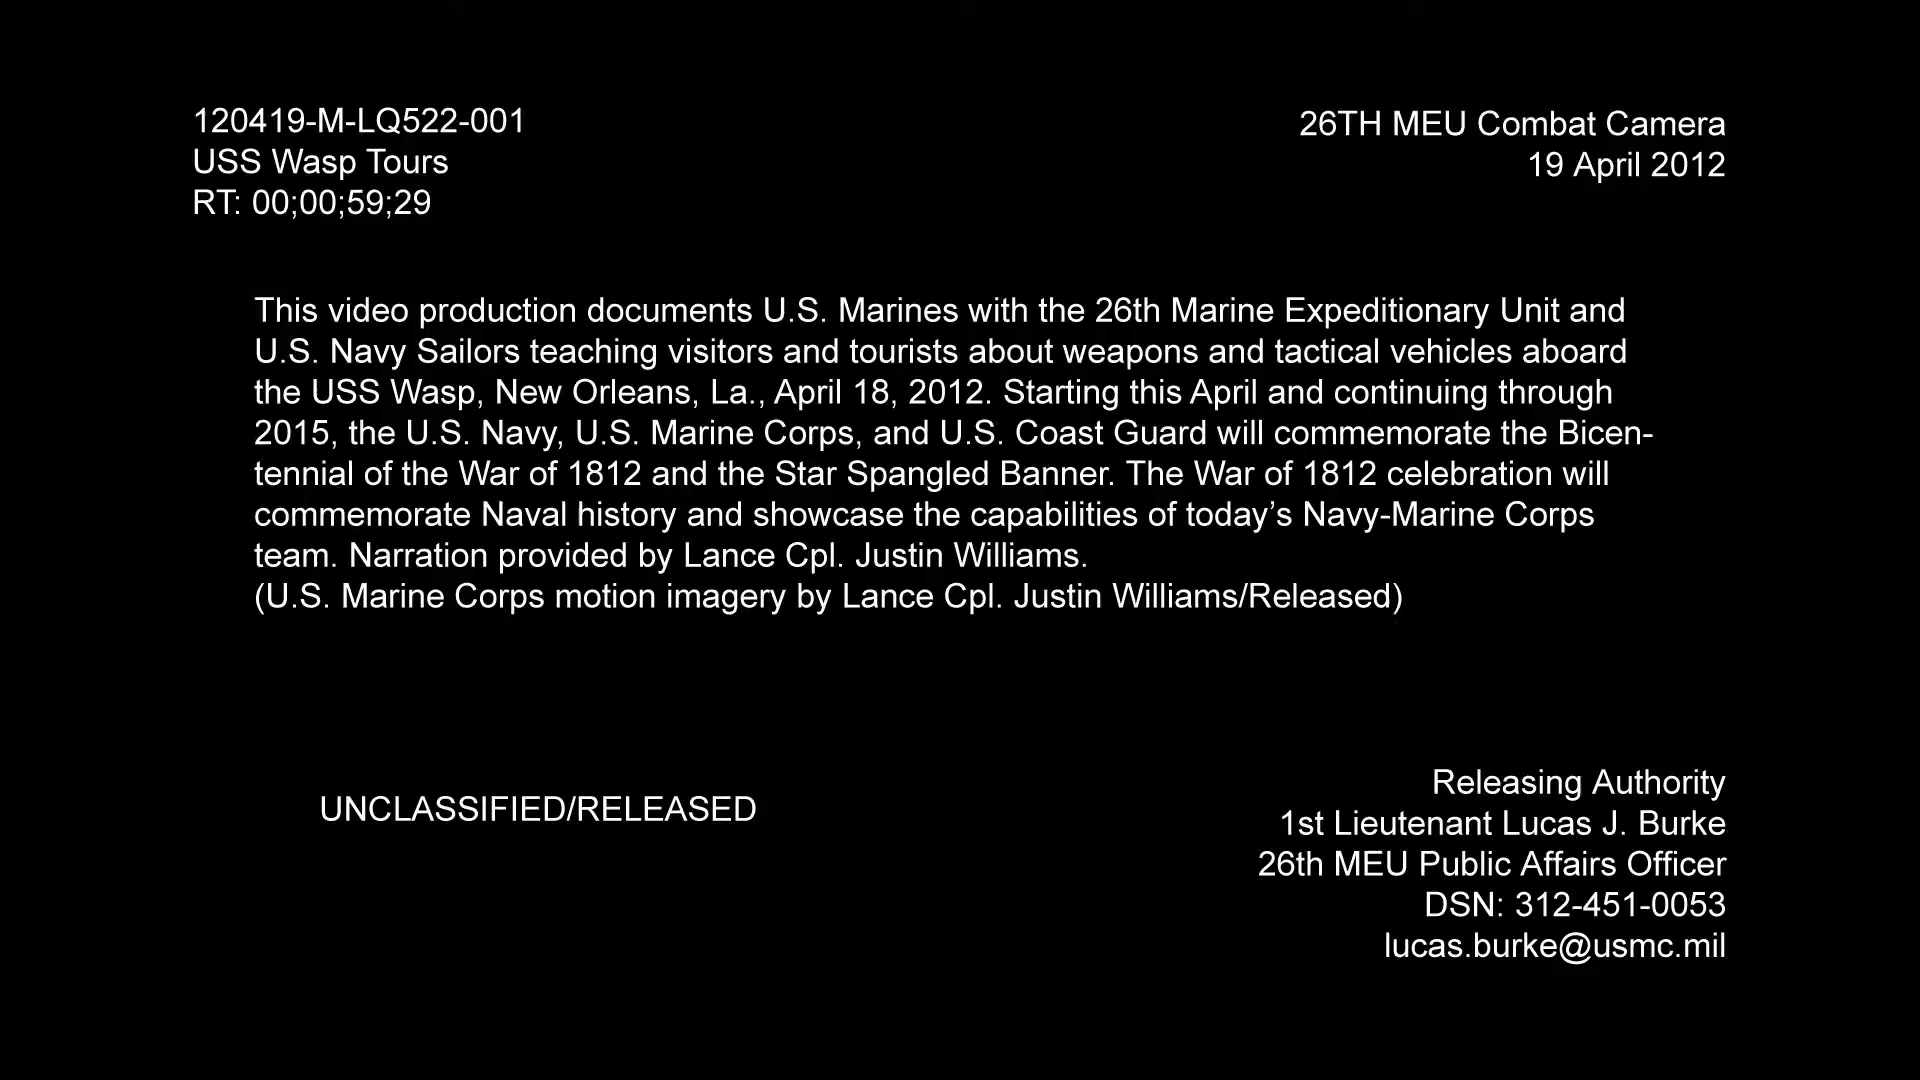 120419-M-LQ522-001
USS Wasp Tours
RT: 00;00;59;29
26TH MEU Combat Camera
19 April 2012
This video production documents U.S. Marines with the 26th Marine Expeditionary Unit and
U.S. Navy Sailors teaching visitors and tourists about weapons and tactical vehicles aboard
the USS Wasp, New Orleans, La., April 18, 2012. Starting this April and continuing through
2015, the U.S. Navy, U.S. Marine Corps, and U.S. Coast Guard will commemorate the Bicen-
tennial of the War of 1812 and the Star Spangled Banner. The War of 1812 celebration will
commemorate Naval history and showcase the capabilities of today’s Navy-Marine Corps
team. Narration provided by Lance Cpl. Justin Williams.
(U.S. Marine Corps motion imagery by Lance Cpl. Justin Williams/Released)
UNCLASSIFIED/RELEASED
Releasing Authority
1st Lieutenant Lucas J. Burke
26th MEU Public Affairs Officer
DSN: 312-451-0053
lucas.burke@usmc.mil